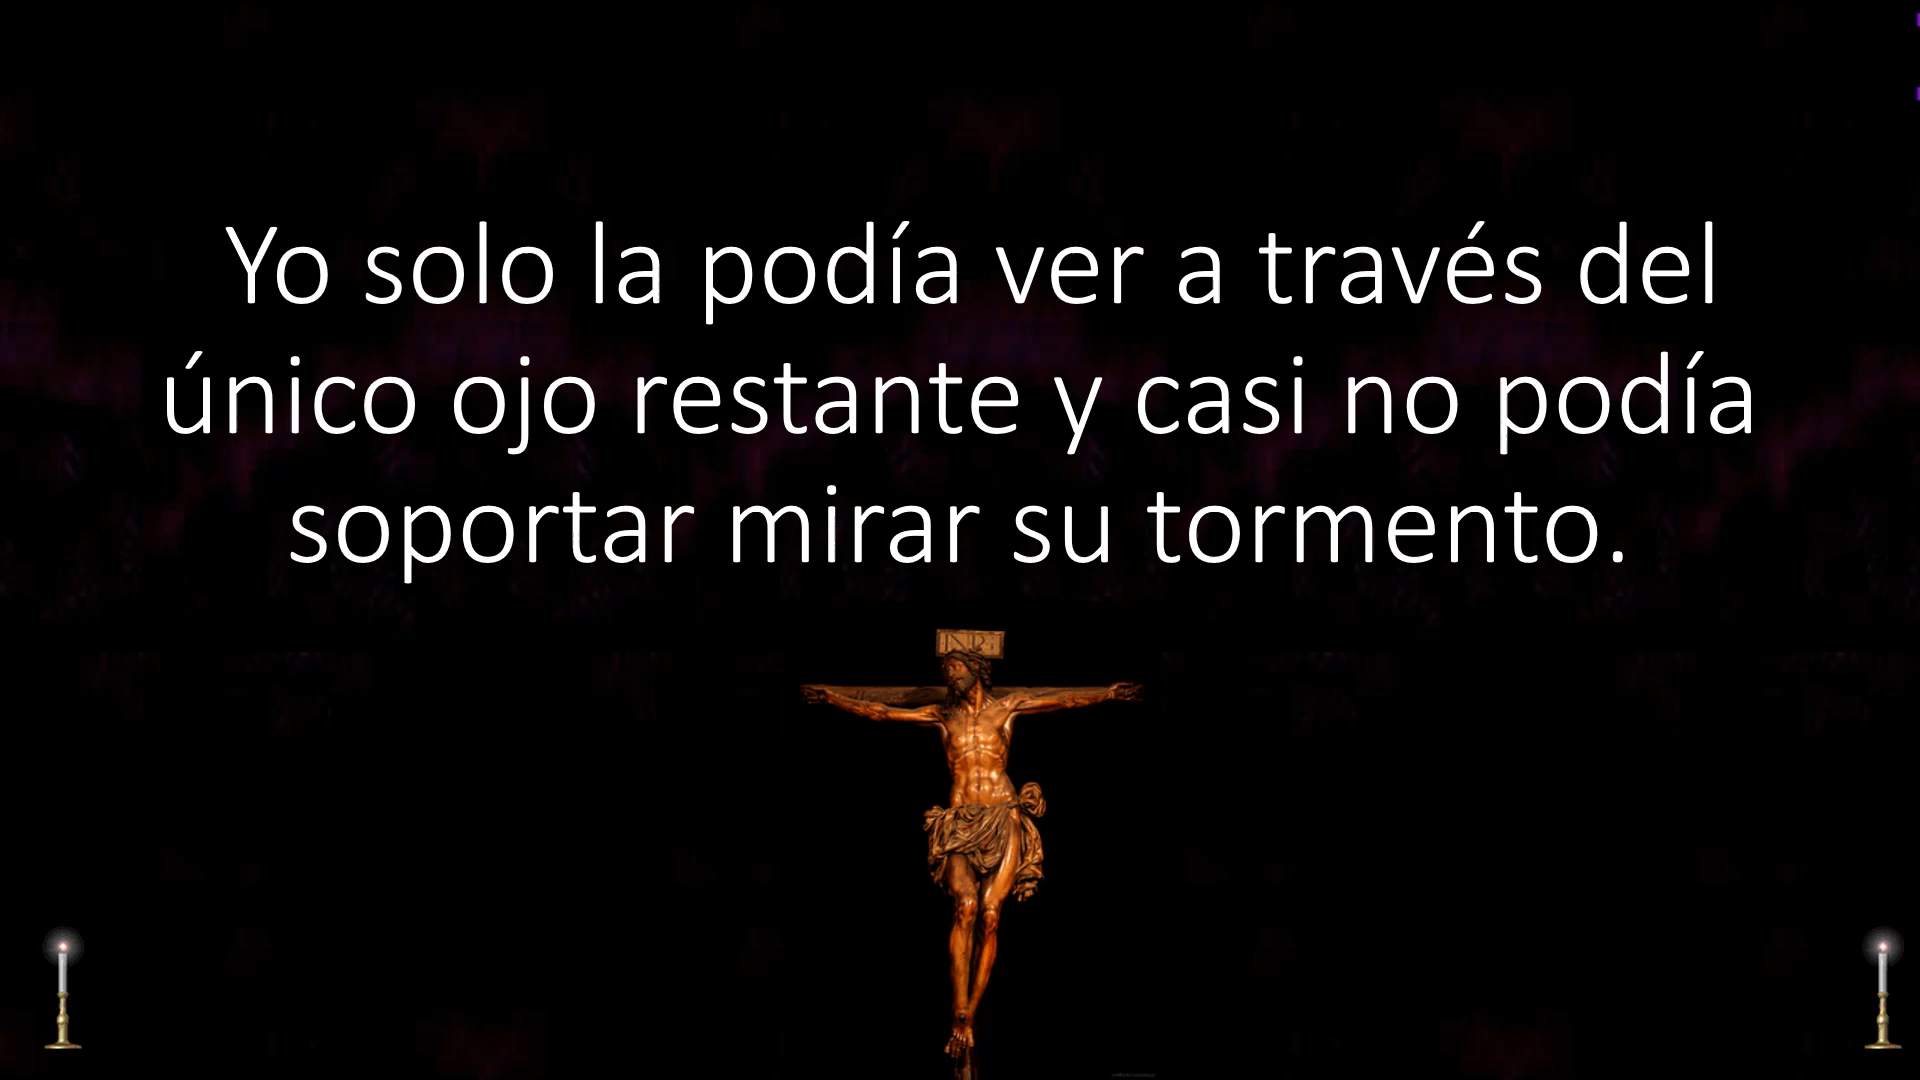 Yo solo la podía ver a través del
único ojo restante y casi no podía
soportar mirar su tormento.
INRI